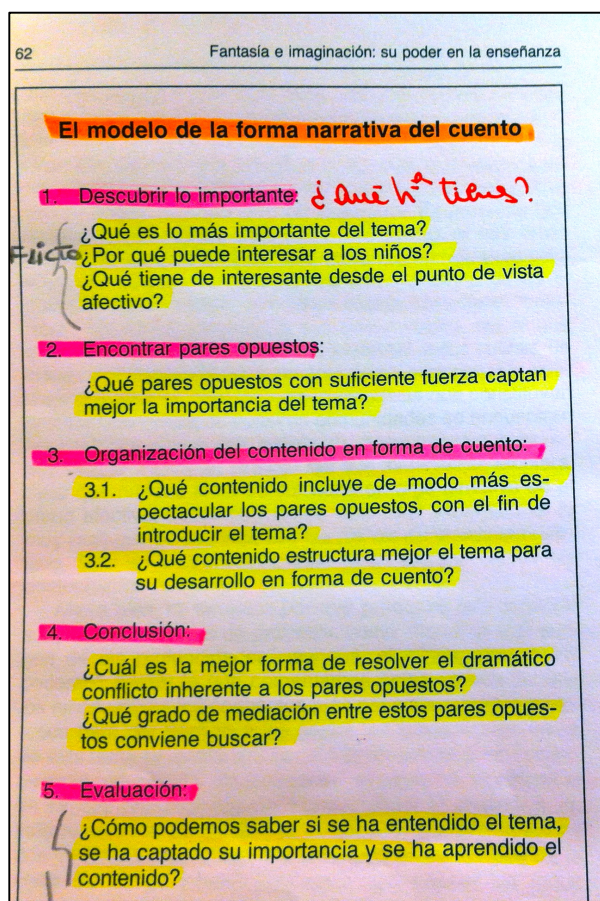 62
Fantasía e imaginación: su poder en la enseñanza
El modelo de la forma narrativa del cuento
1. Descubrir lo importante: ¿Qué hª tienes?
¿Qué es lo más importante del tema?
¿Por qué puede interesar a los niños?
¿Qué tiene de interesante desde el punto de vista
afectivo?
2. Encontrar pares opuestos:
¿Qué pares opuestos con suficiente fuerza captan
mejor la importancia del tema?
3. Organización del contenido en forma de cuento:
3.1. ¿Qué contenido incluye de modo más es-
pectacular los pares opuestos, con el fin de
introducir el tema?
3.2. ¿Qué contenido estructura mejor el tema para
su desarrollo en forma de cuento?
4. Conclusión:
¿Cuál es la mejor forma de resolver el dramático
conflicto inherente a los pares opuestos?
¿Qué grado de mediación entre estos pares opues-
tos conviene buscar?
5. Evaluación:
¿Cómo podemos saber si se ha entendido el tema,
se ha captado su importancia y se ha aprendido el
contenido?